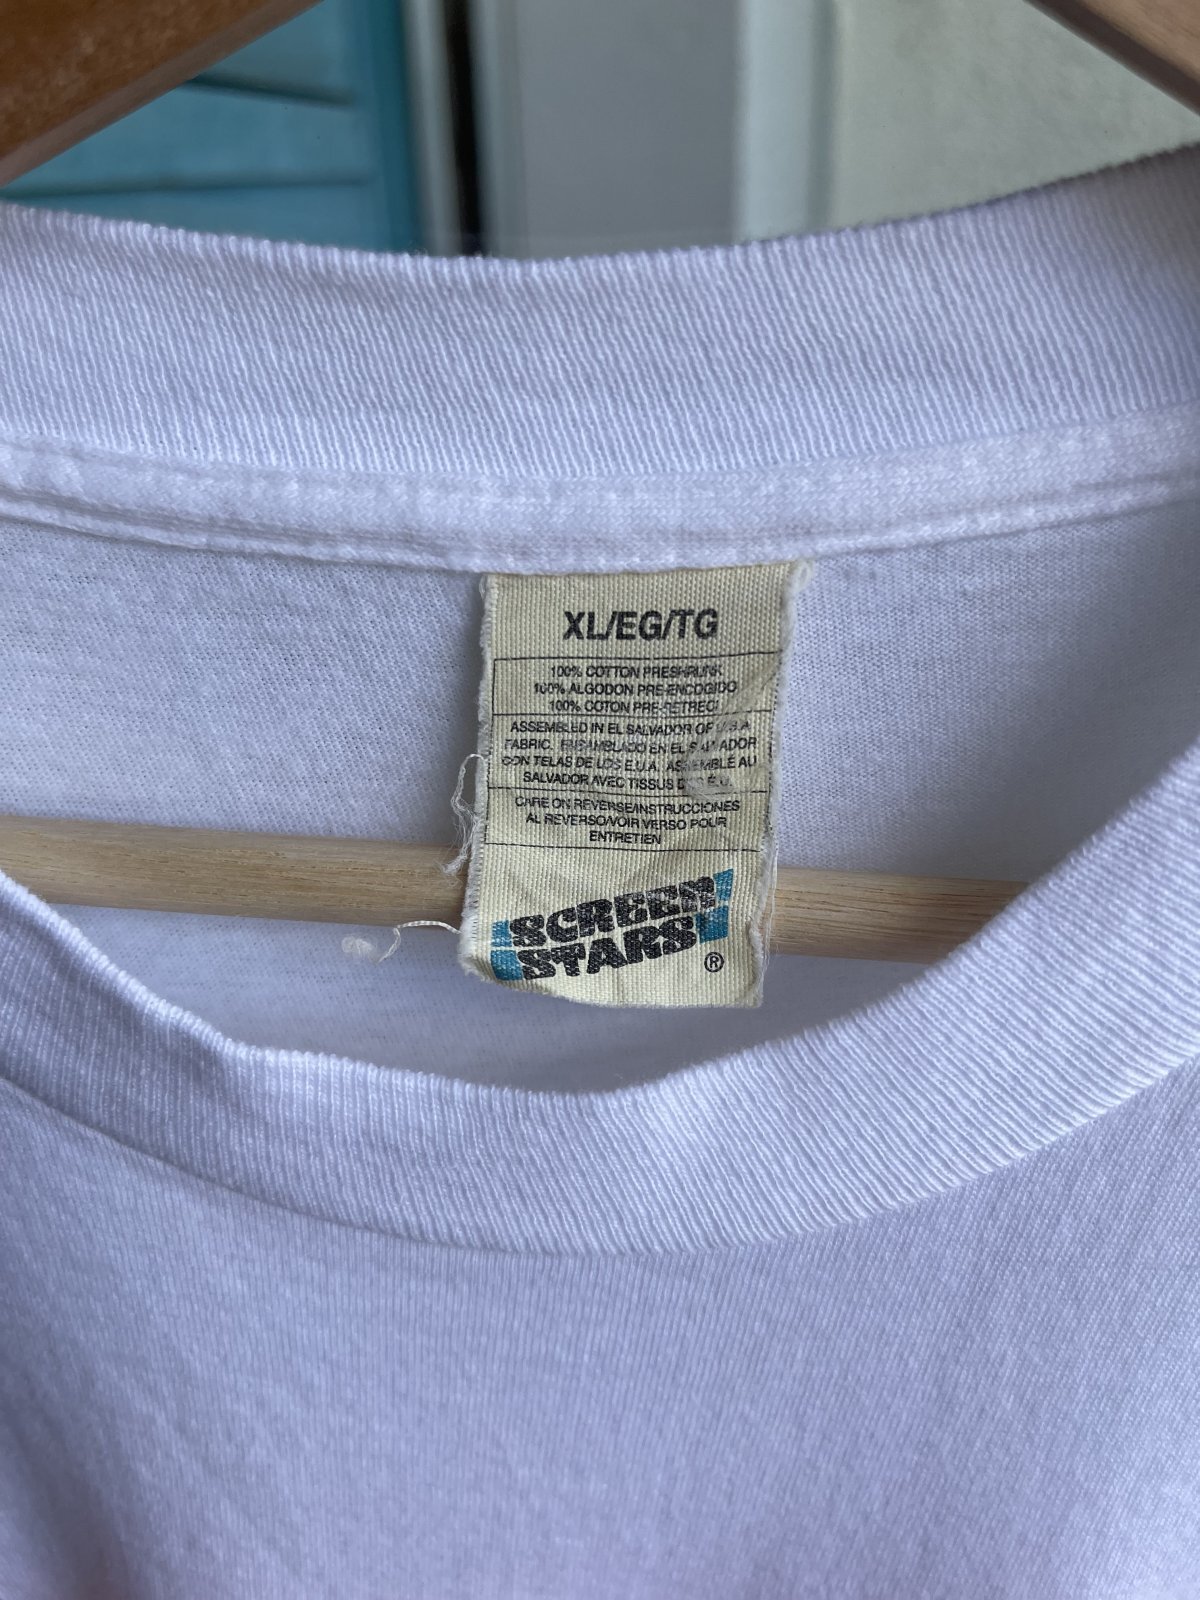 XL/EG/TG
100% COTTON PRESHRUNK
100% ALGODON PRE-ENCOGIDO
100% COTON PRE-RETRECI
ASSEMBLED IN EL SALVADOR OF U.S.A.
FABRIC. ENSAMBLADO EN EL SALVADOR
CON TELAS DE LOS E.U.A. ASSEMBLÉ AU
SALVADOR AVEC TISSUS DES É.U.
CARE ON REVERSE/INSTRUCCIONES
AL REVERSO/VOIR VERSO POUR
ENTRETIEN
SCREEN
STARS ®